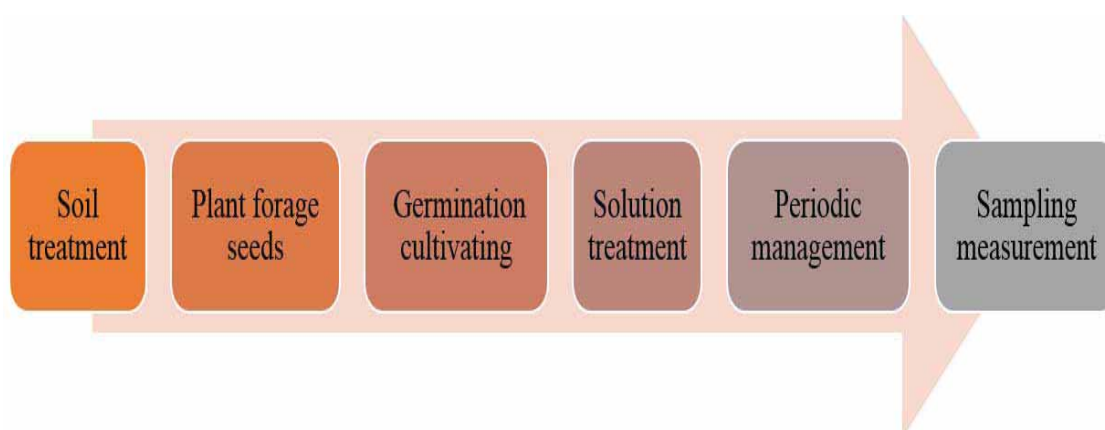 Soil
treatment
Plant forage
seeds
Germination
cultivating
Solution
treatment
Periodic
management
Sampling
measurement